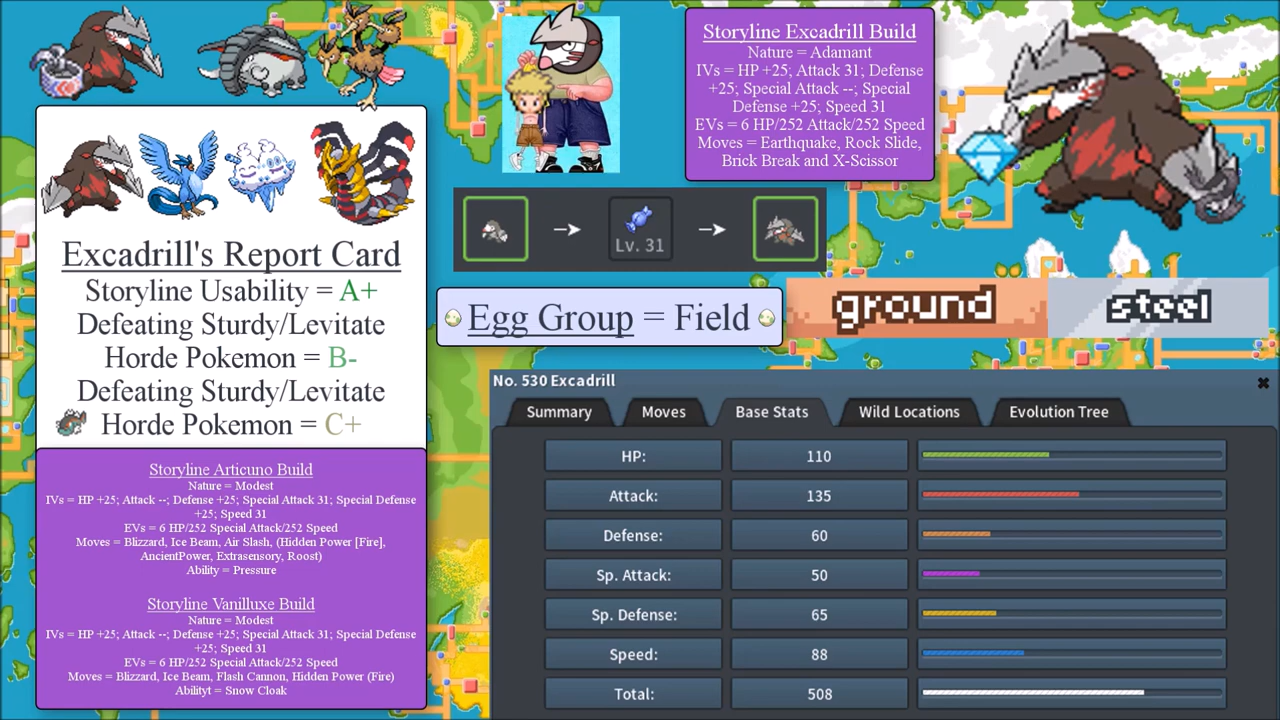 Storyline Excadrill Build
Nature = Adamant
IVs = HP +25; Attack 31; Defense
+25; Special Attack --; Special
Defense +25; Speed 31
EVs = 6 HP/252 Attack/252 Speed
Moves = Earthquake, Rock Slide,
Brick Break and X-Scissor
Lv. 31
Excadrill's Report Card
Storyline Usability = A+
Defeating Sturdy/Levitate
Horde Pokemon = B-
Defeating Sturdy/Levitate
Horde Pokemon = C+
Egg Group = Field
ground
steel
Storyline Articuno Build
Nature = Modest
IVs = HP +25; Attack --; Defense +25; Special Attack 31; Special Defense
+25; Speed 31
EVs = 6 HP/252 Special Attack/252 Speed
Moves = Blizzard, Ice Beam, Air Slash, (Hidden Power [Fire],
AncientPower, Extrasensory, Roost)
Ability = Pressure
Storyline Vanilluxe Build
Nature = Modest
IVs = HP +25; Attack --; Defense +25; Special Attack 31; Special Defense
+25; Speed 31
EVs = 6 HP/252 Special Attack/252 Speed
Moves = Blizzard, Ice Beam, Flash Cannon, Hidden Power (Fire)
Abilityt = Snow Cloak
No. 530 Excadrill
Summary Moves Base Stats Wild Locations Evolution Tree
HP: 110
Attack: 135
Defense: 60
Sp. Attack: 50
Sp. Defense: 65
Speed: 88
Total: 508